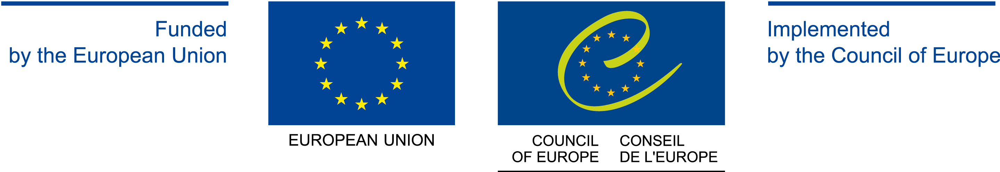 Funded
by the European Union
EUROPEAN UNION
COUNCIL
OF EUROPE
CONSEIL
DE L'EUROPE
Implemented
by the Council of Europe